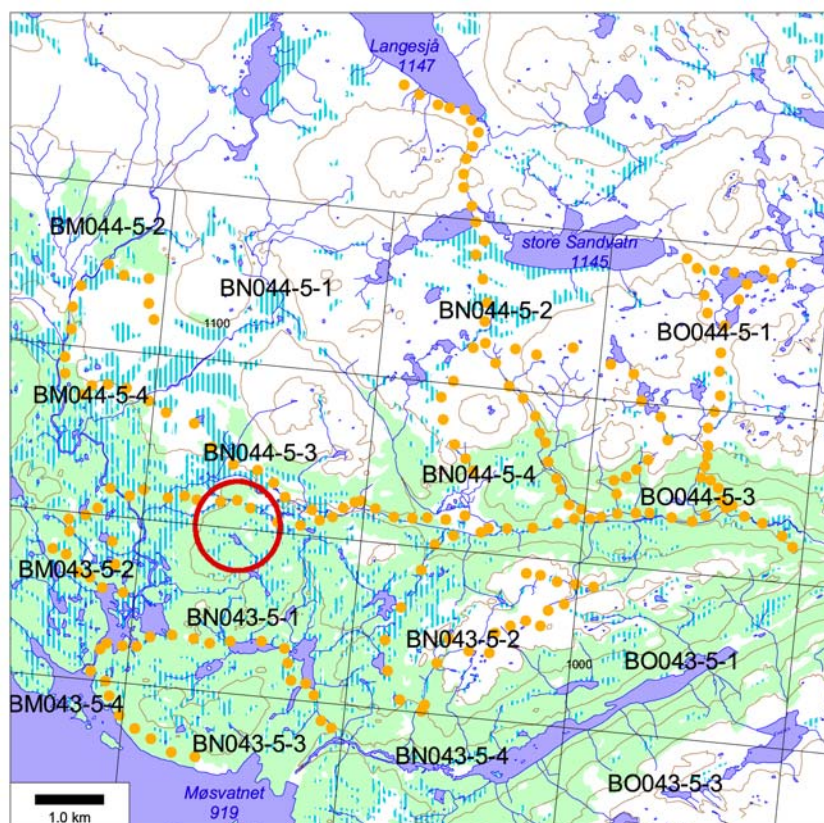 Langesjå
1147
BM044-5-2
store Sandvatn
1145
BN044-5-1
BN044-5-2
BO044-5-1
1100
BM044-5-4
BN044-5-3
BN044-5-4
BO044-5-3
BM043-5-2
BN043-5-1
BN043-5-2
BO043-5-1
1000
BM043-5-4
BN043-5-3
BN043-5-4
BO043-5-3
Møsvatnet
919
1.0 km